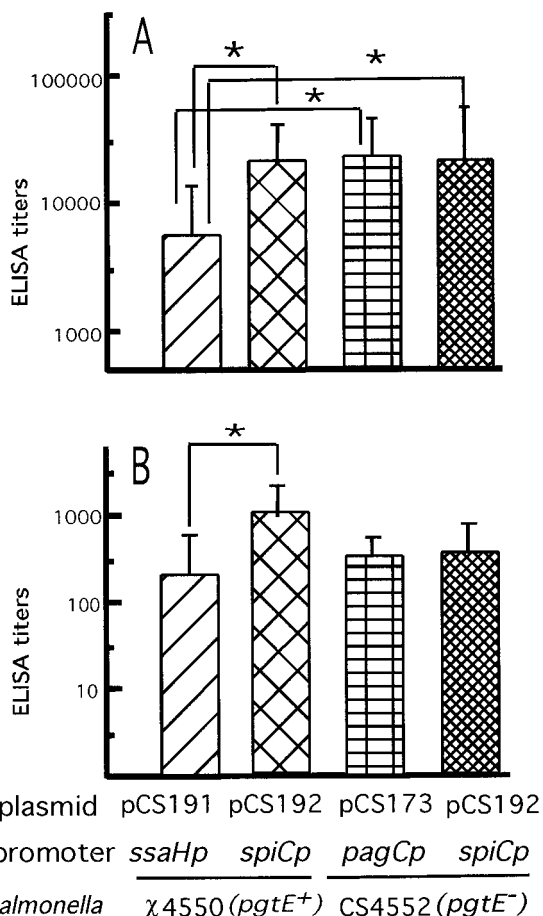 A
*
*
*
100000
10000
1000
ELISA titers
B
*
1000
100
10
ELISA titers
plasmid pCS191 pCS192 pCS173 pCS192
promoter ssaHp spiCp pagCp spiCp
almonella χ4550 (pgtE+) CS4552 (pgtE-)